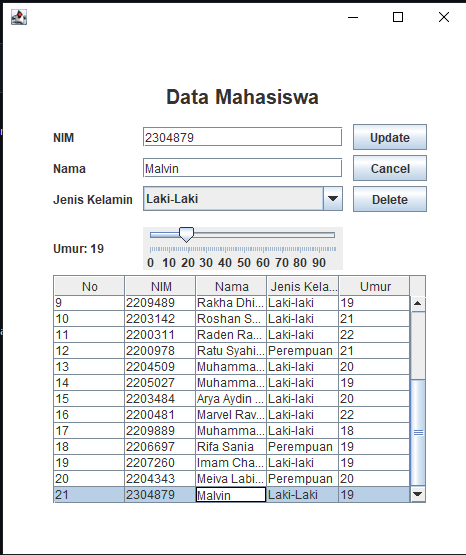 Data Mahasiswa
NIM 2304879 Update
Nama Malvin Cancel
Jenis Kelamin Laki-Laki Delete
Umur: 19
0 10 20 30 40 50 60 70 80 90
No NIM Nama Jenis Kela... Umur
9 2209489 Rakha Dhi... Laki-laki 19
10 2203142 Roshan S... Laki-laki 21
11 2200311 Raden Ra... Laki-laki 22
12 2200978 Ratu Syahi... Perempuan 21
13 2204509 Muhamma... Laki-laki 20
14 2205027 Muhamma... Laki-laki 19
15 2203484 Arya Aydin ... Laki-laki 20
16 2200481 Marvel Rav... Laki-laki 22
17 2209889 Muhamma... Laki-laki 18
18 2206697 Rifa Sania Perempuan 19
19 2207260 Imam Cha... Laki-laki 19
20 2204343 Meiva Labi... Perempuan 20
21 2304879 Malvin Laki-Laki 19